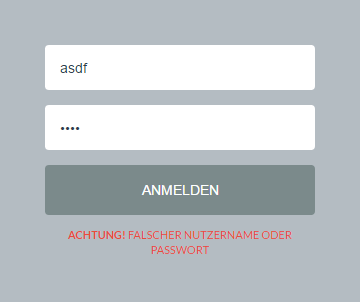 asdf
••••
ANMELDEN
ACHTUNG! FALSCHER NUTZERNAME ODER
PASSWORT